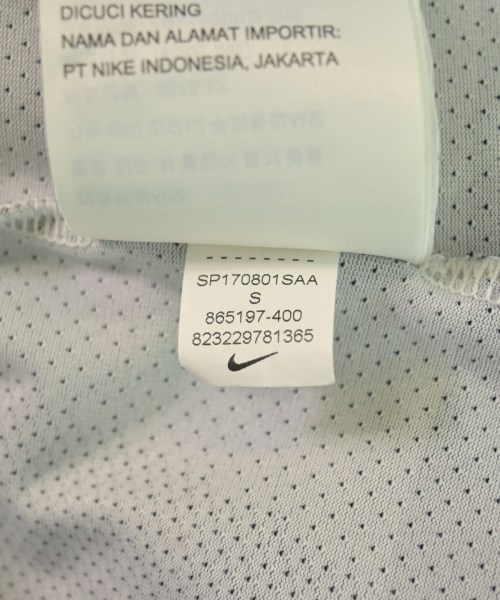 DICUCI KERING
NAMA DAN ALAMAT IMPORTIR:
PT NIKE INDONESIA, JAKARTA
SP170801SAA
S
865197-400
823229781365